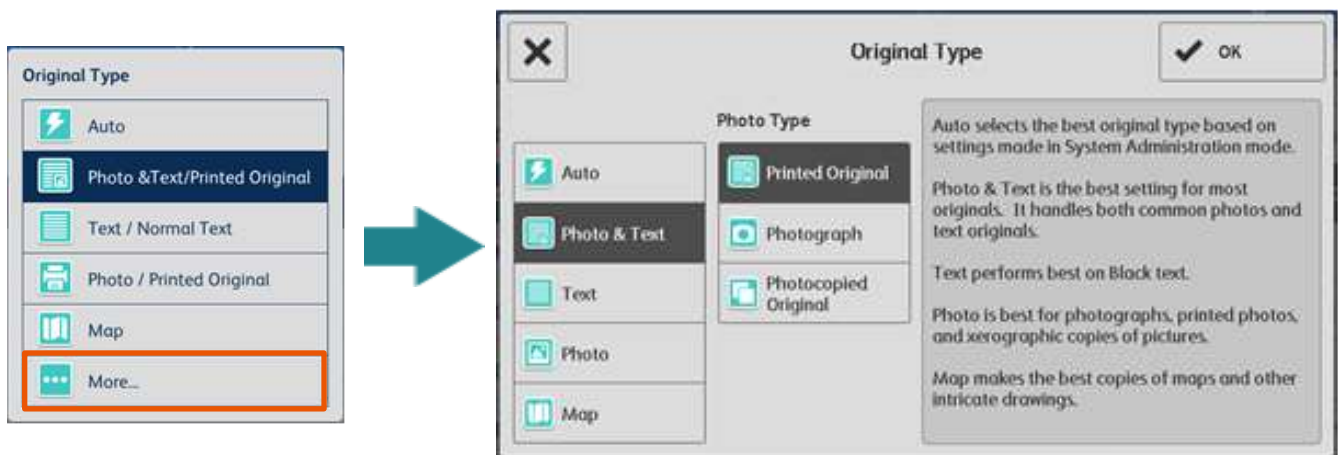 Original Type
Auto
Photo &Text/Printed Original
Text / Normal Text
Photo / Printed Original
Map
More...
Original Type
OK
Photo Type
Auto
Photo & Text
Text
Photo
Map
Printed Original
Photograph
Photocopied
Original
Auto selects the best original type based on
settings made in System Administration mode.
Photo & Text is the best setting for most
originals. It handles both common photos and
text originals.
Text performs best on Black text.
Photo is best for photographs, printed photos,
and xerographic copies of pictures.
Map makes the best copies of maps and other
intricate drawings.